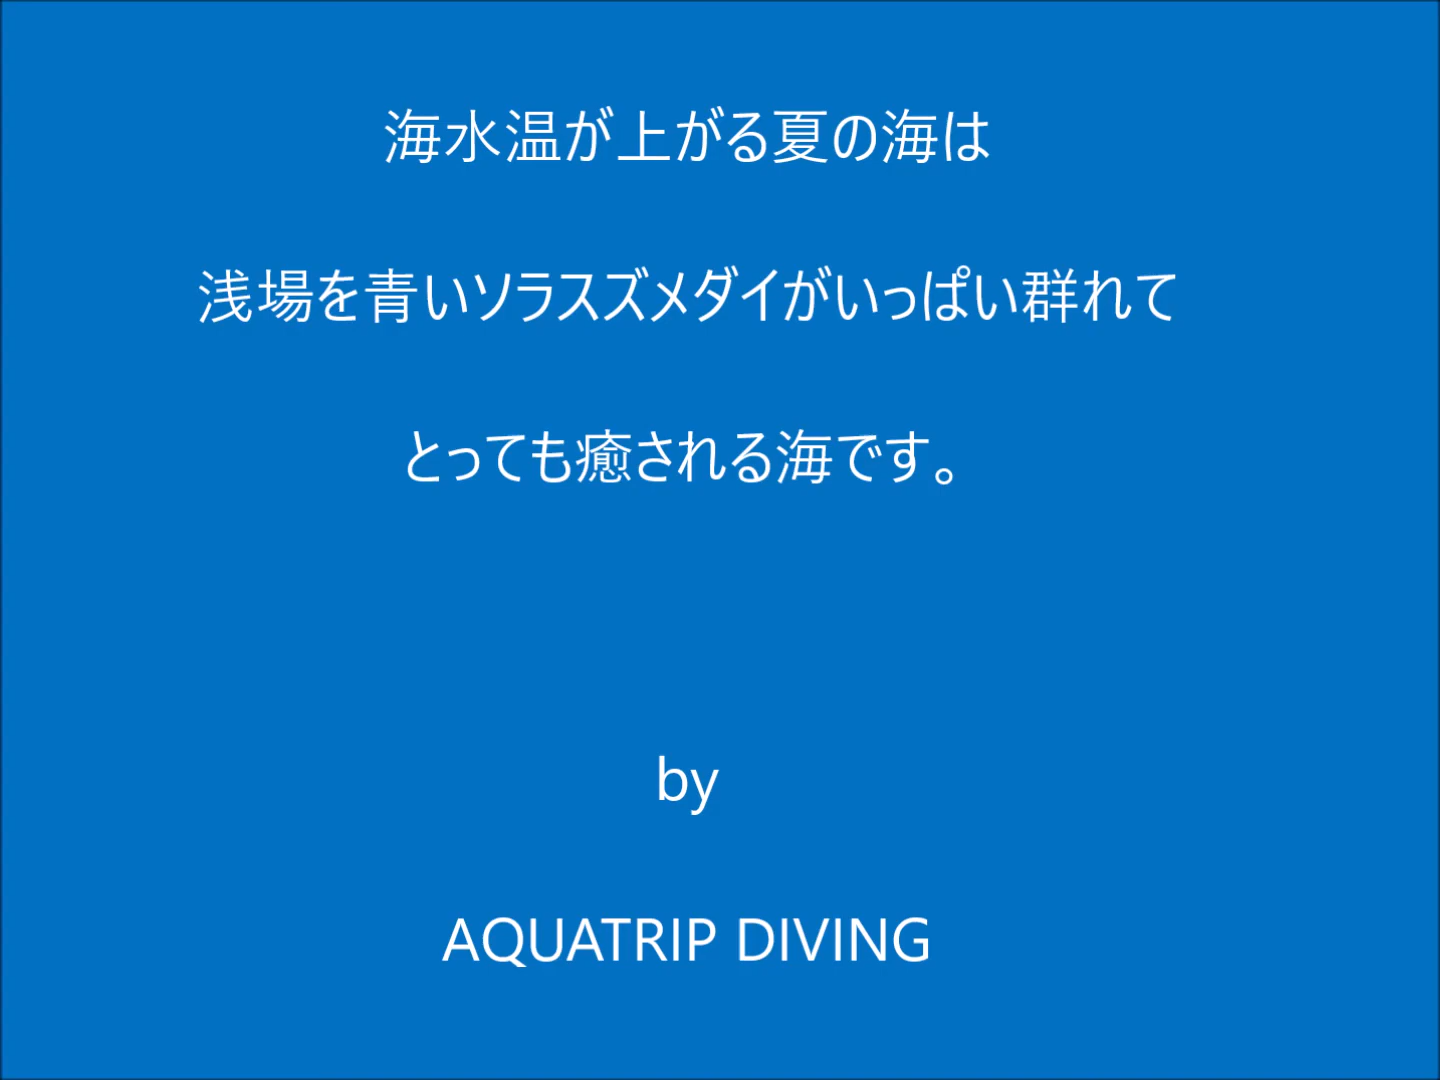 海水温が上がる夏の海は
浅場を青いソラスズメダイがいっぱい群れて
とっても癒される海です。
by
AQUATRIP DIVING